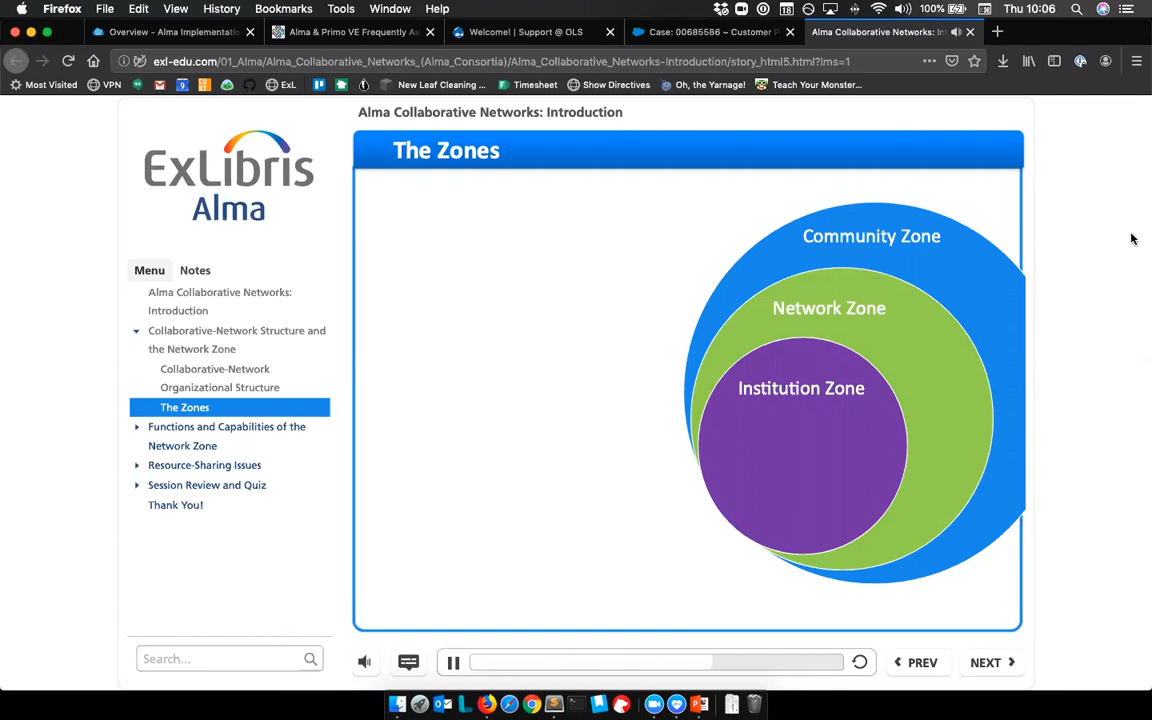 Firefox File Edit View History Bookmarks Tools Window Help 18 100% Thu 10:06
Overview - Alma Implementati Alma & Primo VE Frequently As Welcome! | Support @ OLS Case: 00685586 ~ Customer P Alma Collaborative Networks: In
exl-edu.com/01_Alma/Alma_Collaborative_Networks_(Alma_Consortia)/Alma_Collaborative_Networks-Introduction/story_html5.html?lms=1
Most Visited VPN 9 ExL New Leaf Cleaning ... Timesheet Show Directives Oh, the Yarnage! Teach Your Monster...
Alma Collaborative Networks: Introduction
ExLibris
Alma
The Zones
Community Zone
Network Zone
Institution Zone
Menu Notes
Alma Collaborative Networks:
Introduction
Collaborative-Network Structure and
the Network Zone
Collaborative-Network
Organizational Structure
The Zones
Functions and Capabilities of the
Network Zone
Resource-Sharing Issues
Session Review and Quiz
Thank You!
Search...
PREV NEXT